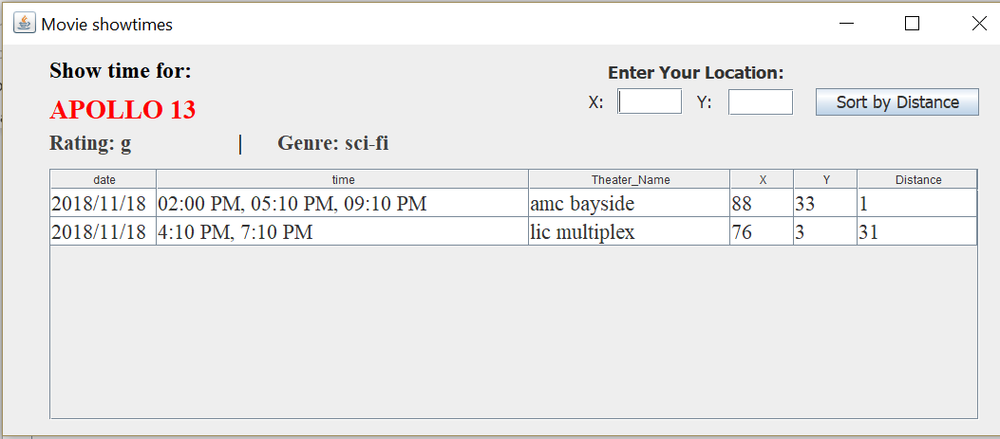 Movie showtimes
Show time for:
Enter Your Location:
APOLLO 13
X: Y: Sort by Distance
Rating: g | Genre: sci-fi
date time Theater_Name X Y Distance
2018/11/18 02:00 PM, 05:10 PM, 09:10 PM amc bayside 88 33 1
2018/11/18 4:10 PM, 7:10 PM lic multiplex 76 3 31